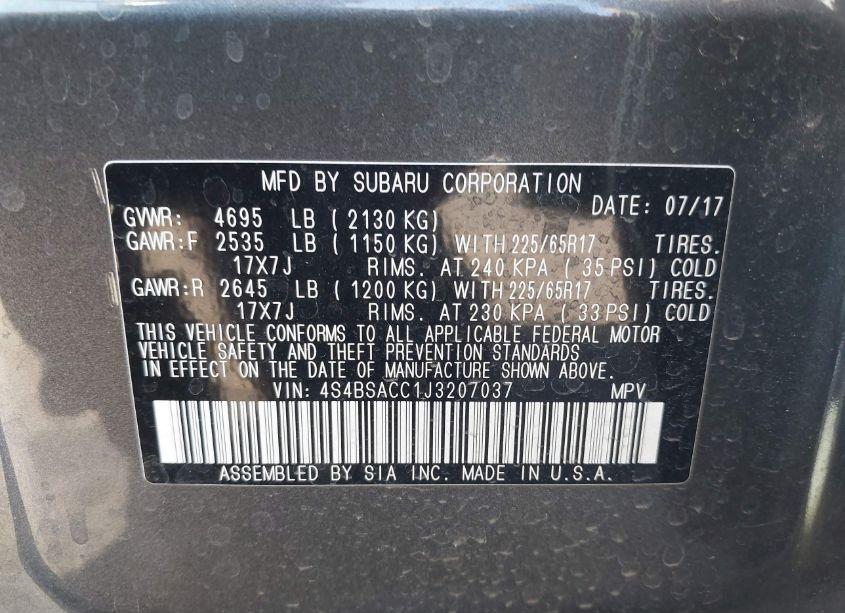 MFD BY SUBARU CORPORATION
DATE: 07/17
GVWR: 4695 LB ( 2130 KG)
GAWR:F 2535 LB ( 1150 KG) WITH 225/65R17 TIRES.
17X7J RIMS. AT 240 KPA ( 35 PSI) COLD
GAWR:R 2645 LB ( 1200 KG) WITH 225/65R17 TIRES.
17X7J RIMS. AT 230 KPA ( 33 PSI) COLD
THIS VEHICLE CONFORMS TO ALL APPLICABLE FEDERAL MOTOR
VEHICLE SAFETY AND THEFT PREVENTION STANDARDS
IN EFFECT ON THE DATE OF MANUFACTURE SHOWN ABOVE.
VIN: 4S4BSACC1J3207037 MPV
ASSEMBLED BY SIA INC. MADE IN U.S.A.